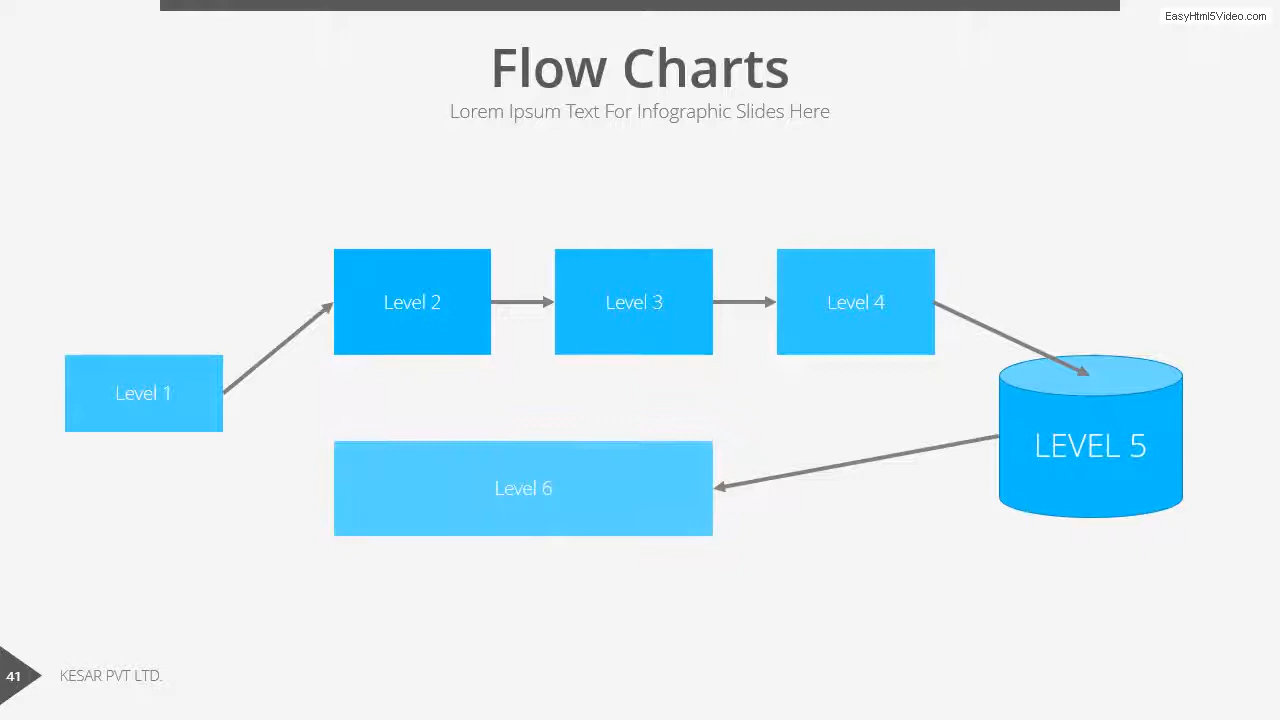 EasyHtml5Video.com
Flow Charts
Lorem Ipsum Text For Infographic Slides Here
Level 2
Level 3
Level 4
Level 1
LEVEL 5
Level 6
41
KESAR PVT LTD.